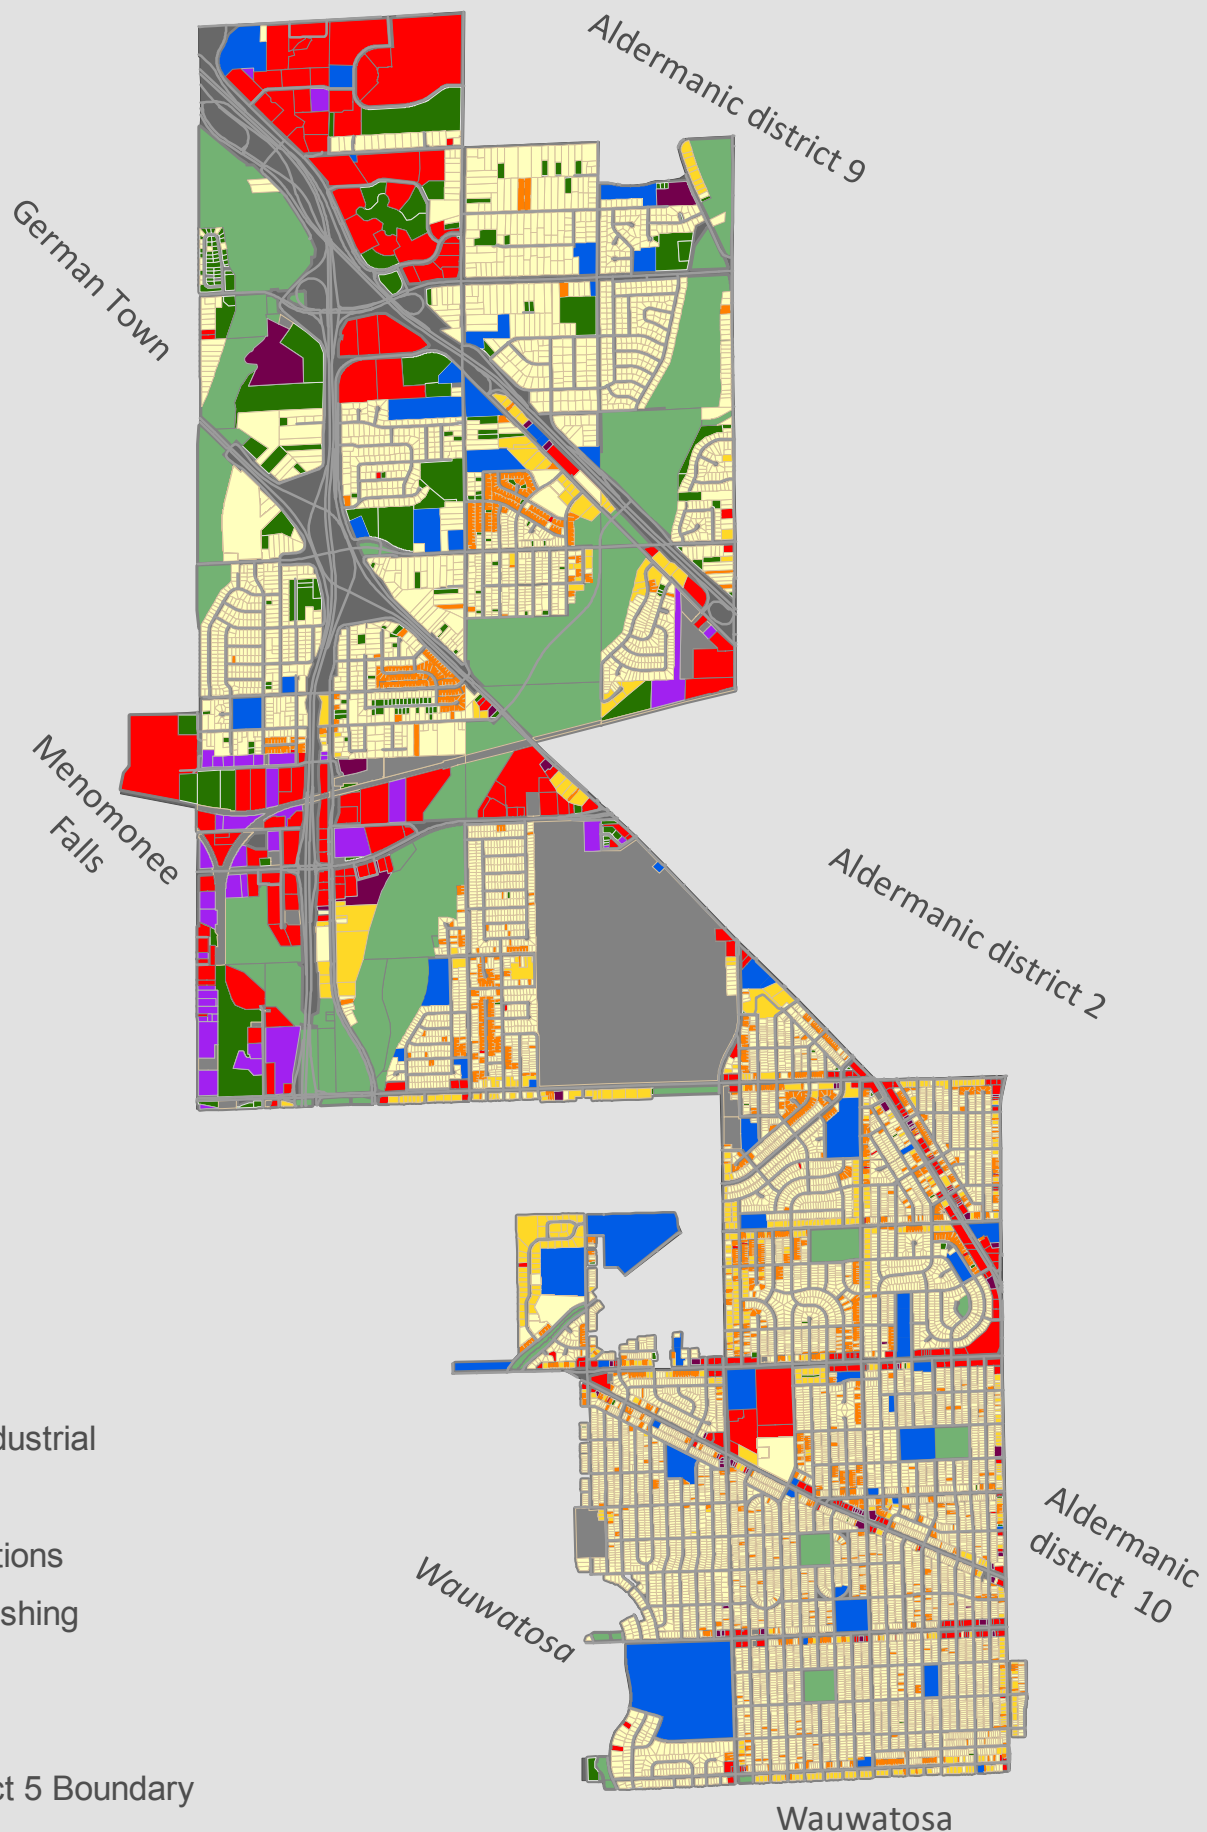 Aldermanic district 9
German Town
Menomonee
Falls
Aldermanic district 2
dustrial
tions
shing
ct 5 Boundary
Aldermanic
district 10
Wauwatosa
Wauwatosa